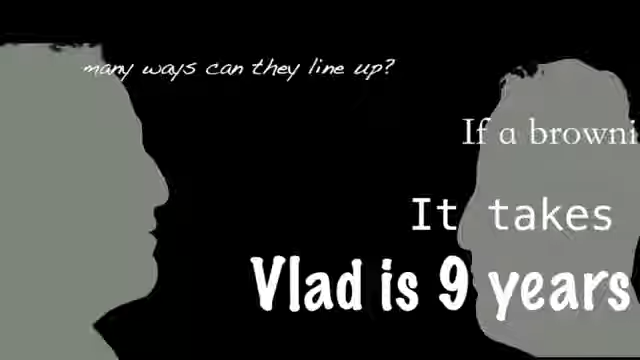 many ways can they line up?
If a browni
It takes
Vlad is 9 years